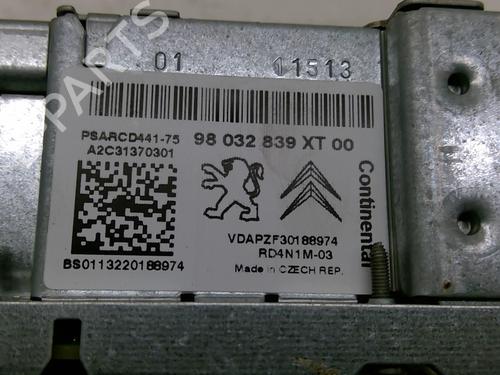 PARTS
01 11513
PSARCD441-75 98 032 839 XT 00
A2C31370301
Continental
VDAPZF30188974
RD4N1M-03
BS0113220188974 Made in CZECH REP.